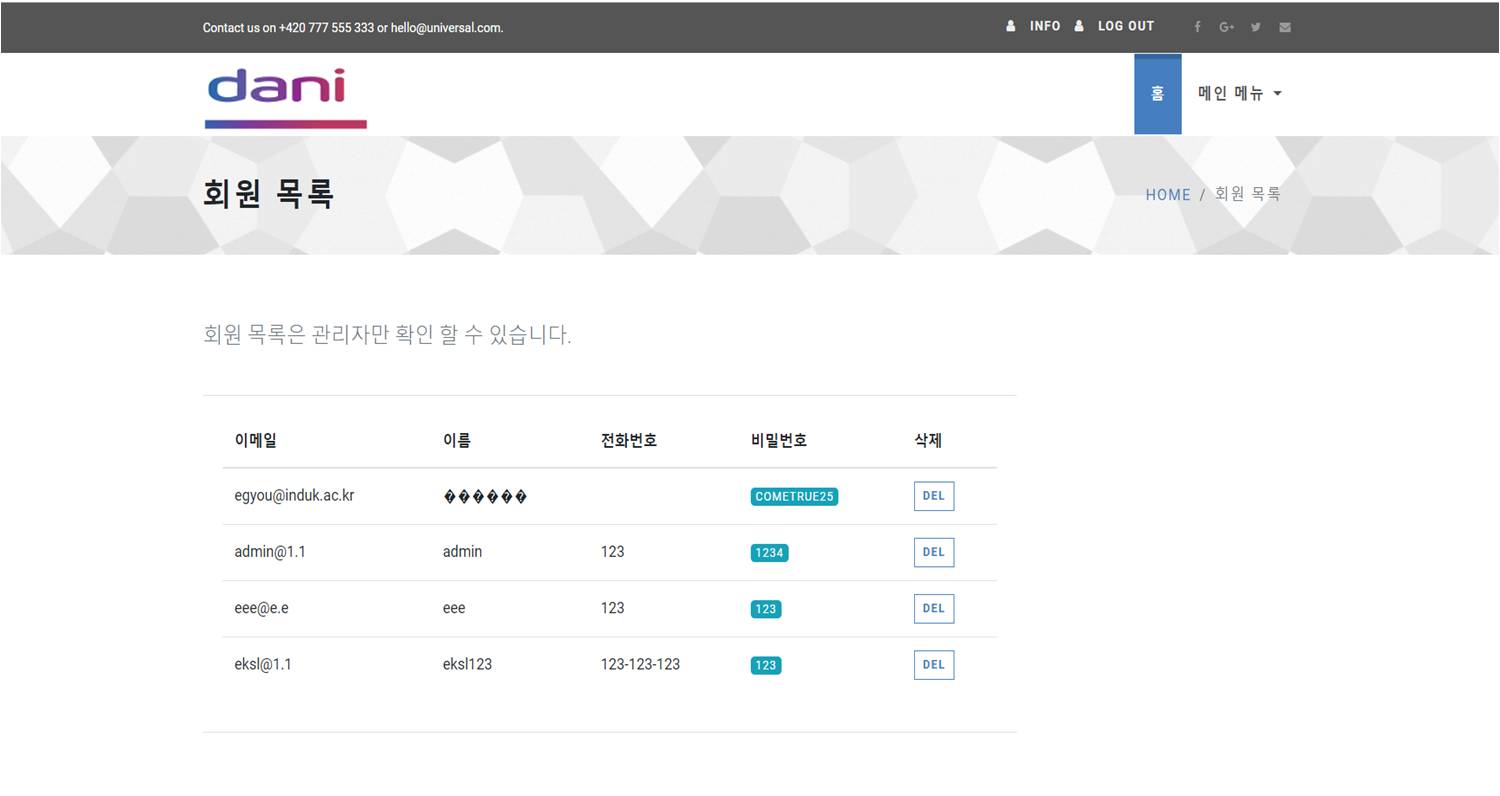 Contact us on +420 777 555 333 or hello@universal.com.
INFO LOG OUT
dani
홈 메인 메뉴
회원 목록
HOME / 회원 목록
회원 목록은 관리자만 확인 할 수 있습니다.
이메일 이름 전화번호 비밀번호 삭제
egyou@induk.ac.kr ������ COMETRUE25 DEL
admin@1.1 admin 123 1234 DEL
eee@e.e eee 123 123 DEL
eksl@1.1 eksl123 123-123-123 123 DEL